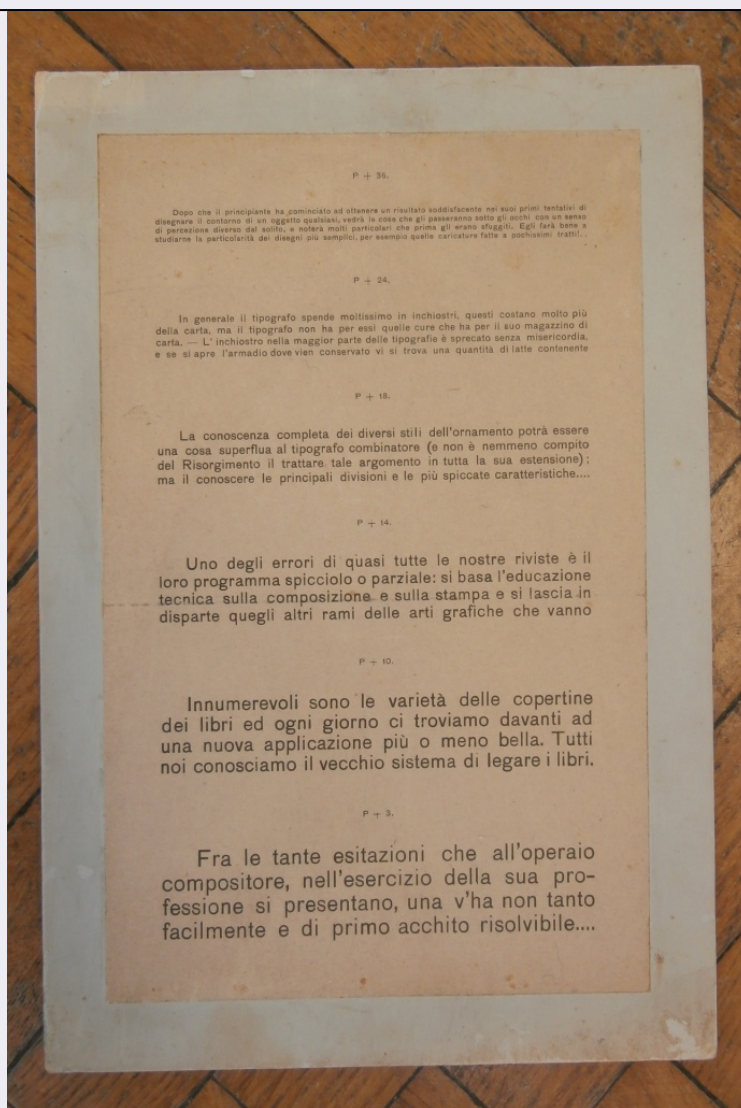 P + 36.
Dopo che il principiante ha cominciato ad ottenere un risultato soddisfacente nei suoi primi tentativi di
disegnare il contorno di un oggetto qualsiasi, vedrà le cose che gli passeranno sotto gli occhi con un senso
di percezione diverso dal solito, e noterà molti particolari che prima gli erano sfuggiti. Egli farà bene a
studiarne la particolarità dei disegni più semplici, per esempio quelle caricature fatte a pochissimi tratti...
P + 24.
In generale il tipografo spende moltissimo in inchiostri, questi costano molto più
della carta, ma il tipografo non ha per essi quelle cure che ha per il suo magazzino di
carta. — L' inchiostro nella maggior parte delle tipografie è sprecato senza misericordia,
e se si apre l'armadio dove vien conservato vi si trova una quantità di latte contenente
P + 18.
La conoscenza completa dei diversi stili dell'ornamento potrà essere
una cosa superflua al tipografo combinatore (e non è nemmeno compito
del Risorgimento il trattare tale argomento in tutta la sua estensione);
ma il conoscere le principali divisioni e le più spiccate caratteristiche....
P + 14.
Uno degli errori di quasi tutte le nostre riviste è il
loro programma spicciolo o parziale: si basa l'educazione
tecnica sulla composizione e sulla stampa e si lascia in
disparte quegli altri rami delle arti grafiche che vanno
P + 10.
Innumerevoli sono le varietà delle copertine
dei libri ed ogni giorno ci troviamo davanti ad
una nuova applicazione più o meno bella. Tutti
noi conosciamo il vecchio sistema di legare i libri.
P + 3.
Fra le tante esitazioni che all'operaio
compositore, nell'esercizio della sua pro-
fessione si presentano, una v'ha non tanto
facilmente e di primo acchito risolvibile....